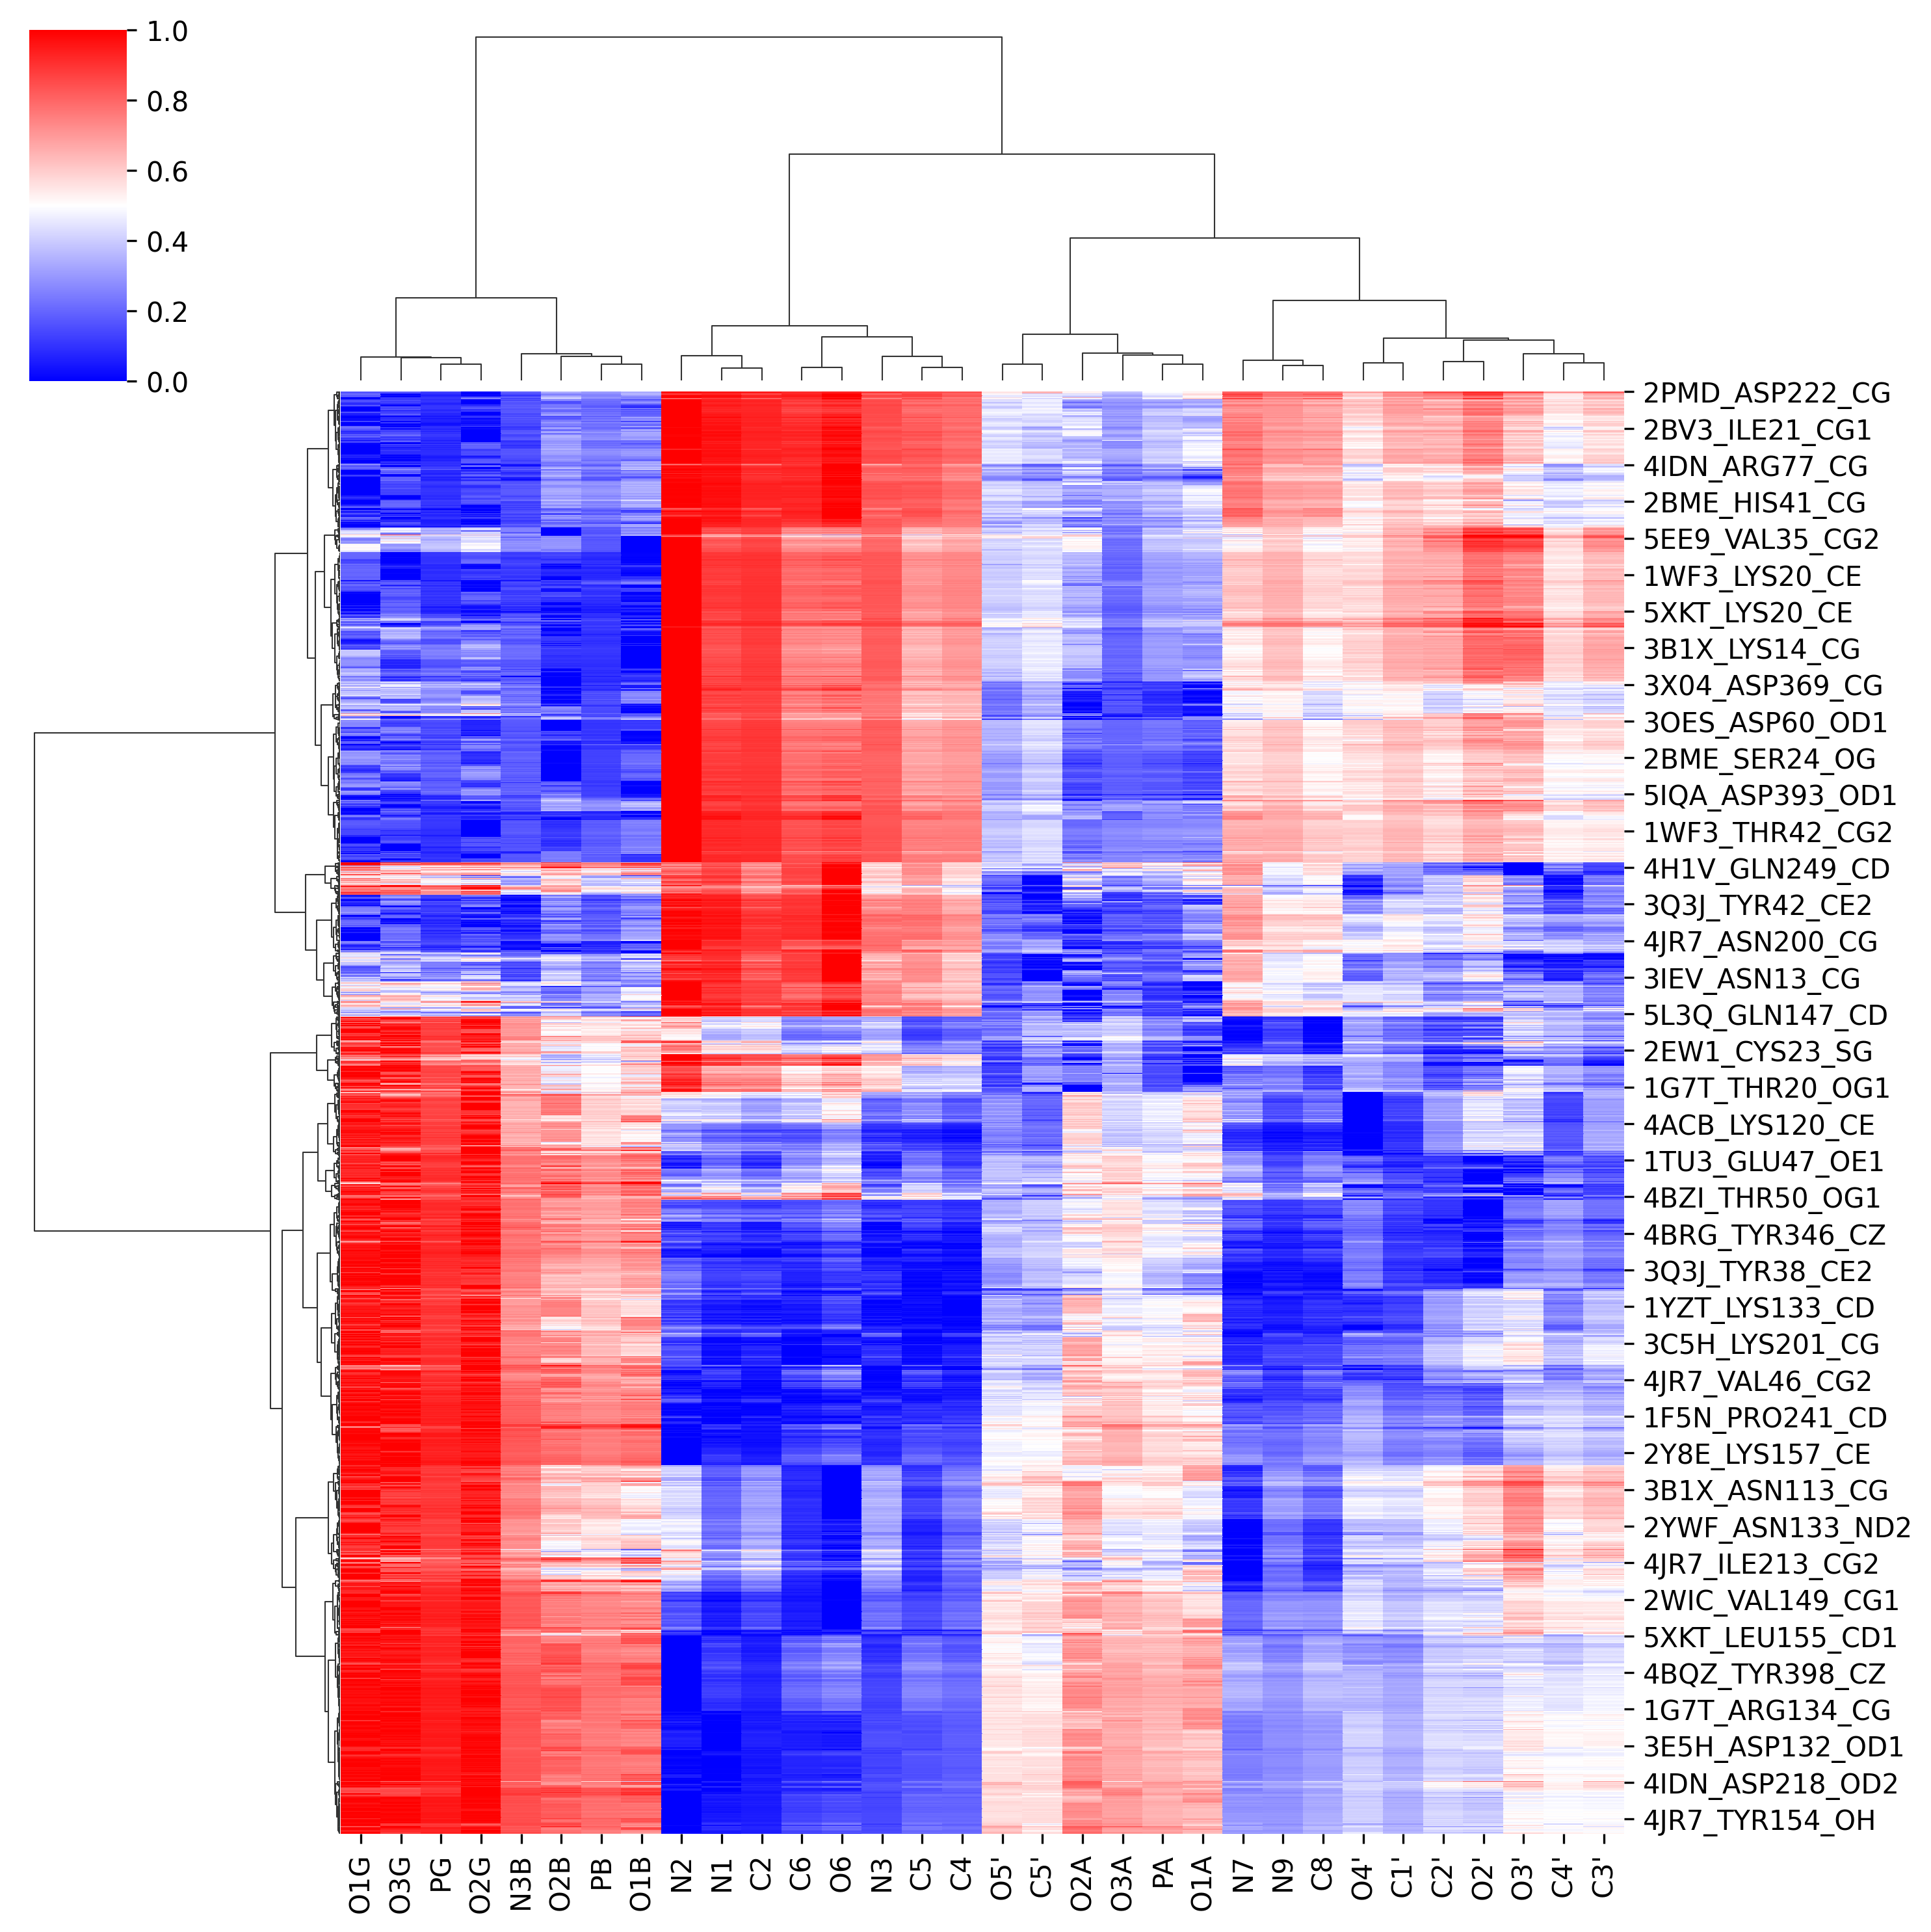 1.0
0.8
0.6
0.4
0.2
0.0
2PMD_ASP222_CG
2BV3_ILE21_CG1
4IDN_ARG77_CG
2BME_HIS41_CG
5EE9_VAL35_CG2
1WF3_LYS20_CE
5XKT_LYS20_CE
3B1X_LYS14_CG
3X04_ASP369_CG
3OES_ASP60_OD1
2BME_SER24_OG
5IQA_ASP393_OD1
1WF3_THR42_CG2
4H1V_GLN249_CD
3Q3J_TYR42_CE2
4JR7_ASN200_CG
3IEV_ASN13_CG
5L3Q_GLN147_CD
2EW1_CYS23_SG
1G7T_THR20_OG1
4ACB_LYS120_CE
1TU3_GLU47_OE1
4BZI_THR50_OG1
4BRG_TYR346_CZ
3Q3J_TYR38_CE2
1YZT_LYS133_CD
3C5H_LYS201_CG
4JR7_VAL46_CG2
1F5N_PRO241_CD
2Y8E_LYS157_CE
3B1X_ASN113_CG
2YWF_ASN133_ND2
4JR7_ILE213_CG2
2WIC_VAL149_CG1
5XKT_LEU155_CD1
4BQZ_TYR398_CZ
1G7T_ARG134_CG
3E5H_ASP132_OD1
4IDN_ASP218_OD2
4JR7_TYR154_OH
O1G O3G PG O2G N3B O2B PB O1B N2 N1 C2 C6 O6 N3 C5 C4 O5' C5' O2A O3A PA O1A N7 N9 C8 O4' C1' C2' O2' O3' C4' C3'